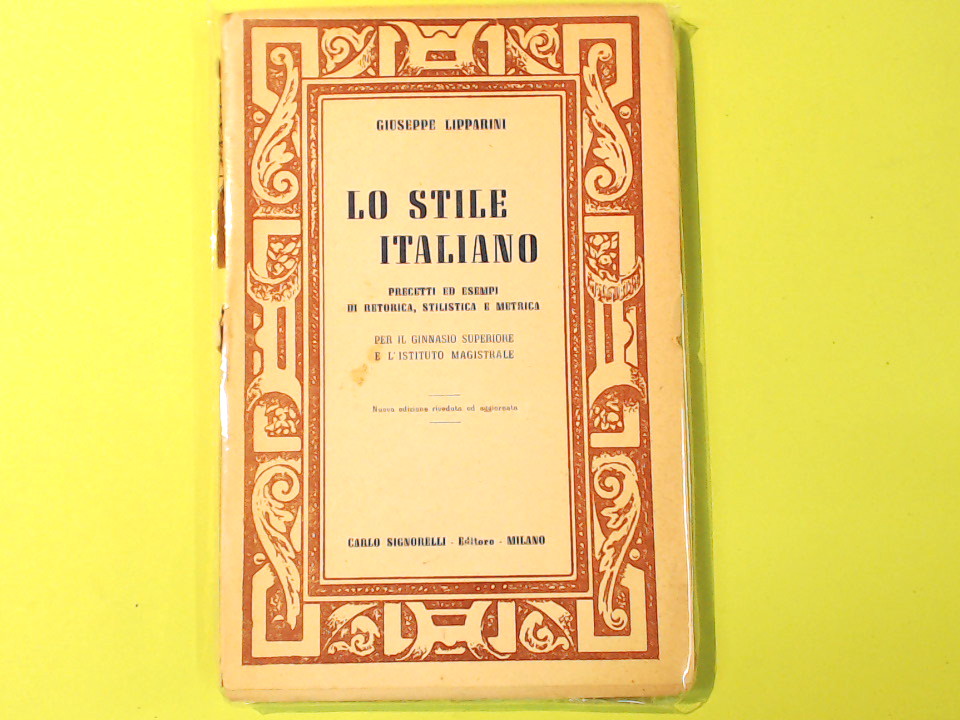 GIUSEPPE LIPPARINI
LO STILE
ITALIANO
PRECETTI ED ESEMPI
DI RETORICA, STILISTICA E METRICA
PER IL GINNASIO SUPERIORE
E L'ISTITUTO MAGISTRALE
Nuova edizione riveduta ed aggiornata
CARLO SIGNORELLI - Editore - MILANO